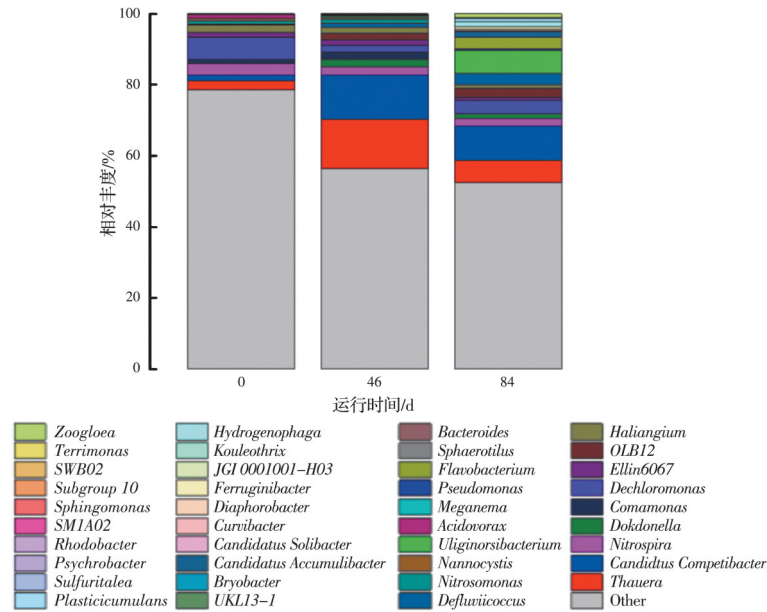 100
80
60
40
20
0
相对丰度/%
0 46 84
运行时间/d
Zoogloea Hydrogenophaga Bacteroides Haliangium
Terrimonas Kouleothrix Sphaerotilus OLB12
SWB02 JGI 0001001-H03 Flavobacterium Ellin6067
Subgroup 10 Ferruginibacter Pseudomonas Dechloromonas
Sphingomonas Diaphorobacter Meganema Comamonas
SM1A02 Curvibacter Acidovorax Dokdonella
Rhodobacter Candidatus Solibacter Uliginorsibacterium Nitrospira
Psychrobacter Candidatus Accumulibacter Nannocystis Candidtus Competibacter
Sulfuritalea Bryobacter Nitrosomonas Thauera
Plasticicumulans UKL13-1 Defluviicoccus Other